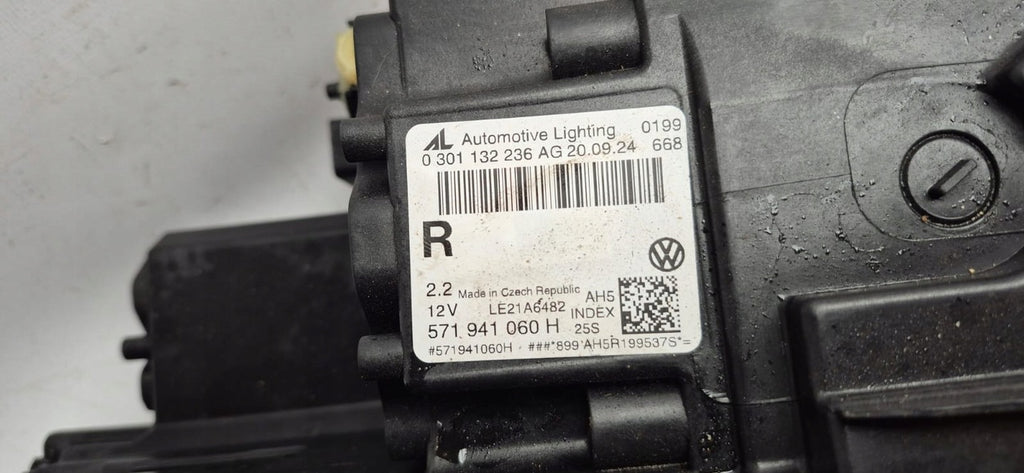 AL Automotive Lighting 0199
0 301 132 236 AG 20.09.24 668
R
VW
2.2 Made in Czech Republic AH5
12V LE21A6482 INDEX
571 941 060 H 25S
#571941060H ###*899 AH5R199537S*=